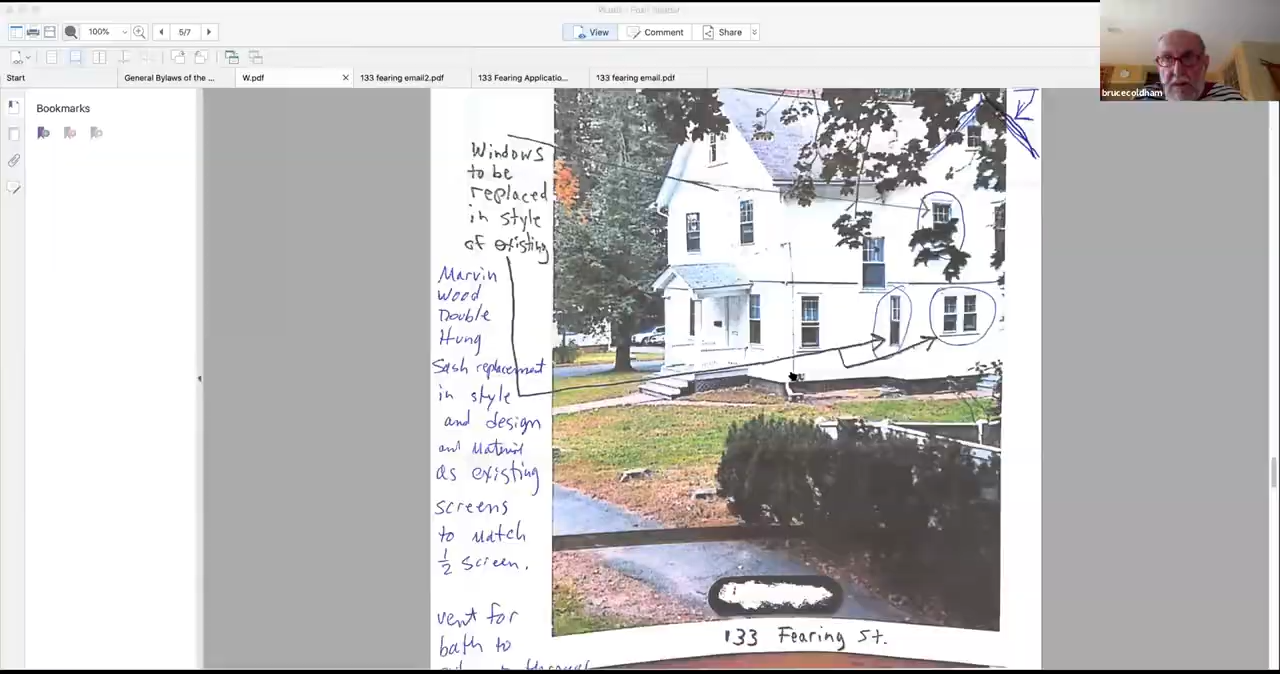 100%
5/7
View
Comment
Share
Start
General Bylaws of the ...
W.pdf
133 fearing email2.pdf
133 Fearing Applicatio...
133 fearing email.pdf
Bookmarks
brucecoldham
Windows
to be
replaced
in style
of existing
Marvin
Wood
Double
Hung
Sash replacement
in style
and design
and Material
as existing
screens
to match
1/2 screen.
vent for
bath to
133 Fearing St.